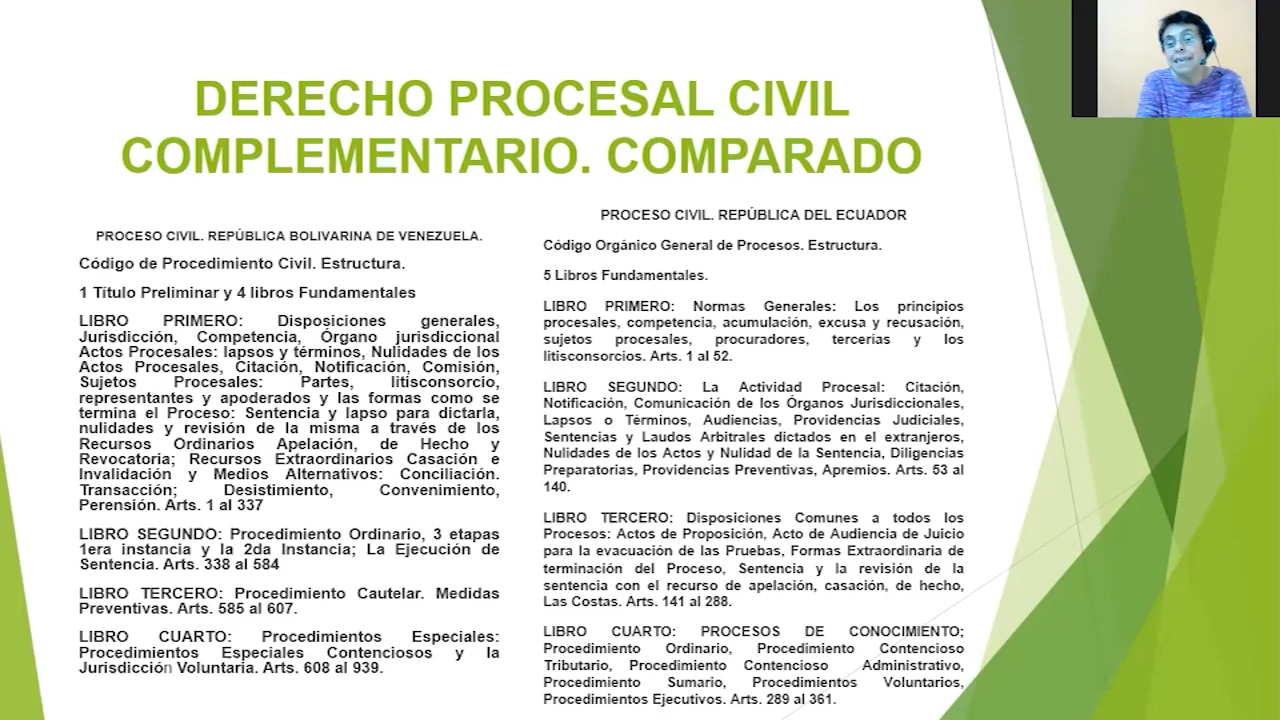 DERECHO PROCESAL CIVIL
COMPLEMENTARIO. COMPARADO
PROCESO CIVIL. REPÚBLICA BOLIVARINA DE VENEZUELA.
Código de Procedimiento Civil. Estructura.
1 Título Preliminar y 4 libros Fundamentales
LIBRO PRIMERO: Disposiciones generales,
Jurisdicción, Competencia, Órgano jurisdiccional
Actos Procesales: lapsos y términos, Nulidades de los
Actos Procesales, Citación, Notificación, Comisión,
Sujetos Procesales: Partes, litisconsorcio,
representantes y apoderados y las formas como se
termina el Proceso: Sentencia y lapso para dictarla,
nulidades y revisión de la misma a través de los
Recursos Ordinarios Apelación, de Hecho y
Revocatoria; Recursos Extraordinarios Casación e
Invalidación y Medios Alternativos: Conciliación.
Transacción; Desistimiento, Convenimiento,
Perensión. Arts. 1 al 337
LIBRO SEGUNDO: Procedimiento Ordinario, 3 etapas
1era instancia y la 2da Instancia; La Ejecución de
Sentencia. Arts. 338 al 584
LIBRO TERCERO: Procedimiento Cautelar. Medidas
Preventivas. Arts. 585 al 607.
LIBRO CUARTO: Procedimientos Especiales:
Procedimientos Especiales Contenciosos y la
Jurisdicción Voluntaria. Arts. 608 al 939.
PROCESO CIVIL. REPÚBLICA DEL ECUADOR
Código Orgánico General de Procesos. Estructura.
5 Libros Fundamentales.
LIBRO PRIMERO: Normas Generales: Los principios
procesales, competencia, acumulación, excusa y recusación,
sujetos procesales, procuradores, tercerías y los
litisconsorcios. Arts. 1 al 52.
LIBRO SEGUNDO: La Actividad Procesal: Citación,
Notificación, Comunicación de los Órganos Jurisdiccionales,
Lapsos o Términos, Audiencias, Providencias Judiciales,
Sentencias y Laudos Arbitrales dictados en el extranjeros,
Nulidades de los Actos y Nulidad de la Sentencia, Diligencias
Preparatorias, Providencias Preventivas, Apremios. Arts. 53 al
140.
LIBRO TERCERO: Disposiciones Comunes a todos los
Procesos: Actos de Proposición, Acto de Audiencia de Juicio
para la evacuación de las Pruebas, Formas Extraordinaria de
terminación del Proceso, Sentencia y la revisión de la
sentencia con el recurso de apelación, casación, de hecho,
Las Costas. Arts. 141 al 288.
LIBRO CUARTO: PROCESOS DE CONOCIMIENTO;
Procedimiento Ordinario, Procedimiento Contencioso
Tributario, Procedimiento Contencioso Administrativo,
Procedimiento Sumario, Procedimientos Voluntarios,
Procedimientos Ejecutivos. Arts. 289 al 361.